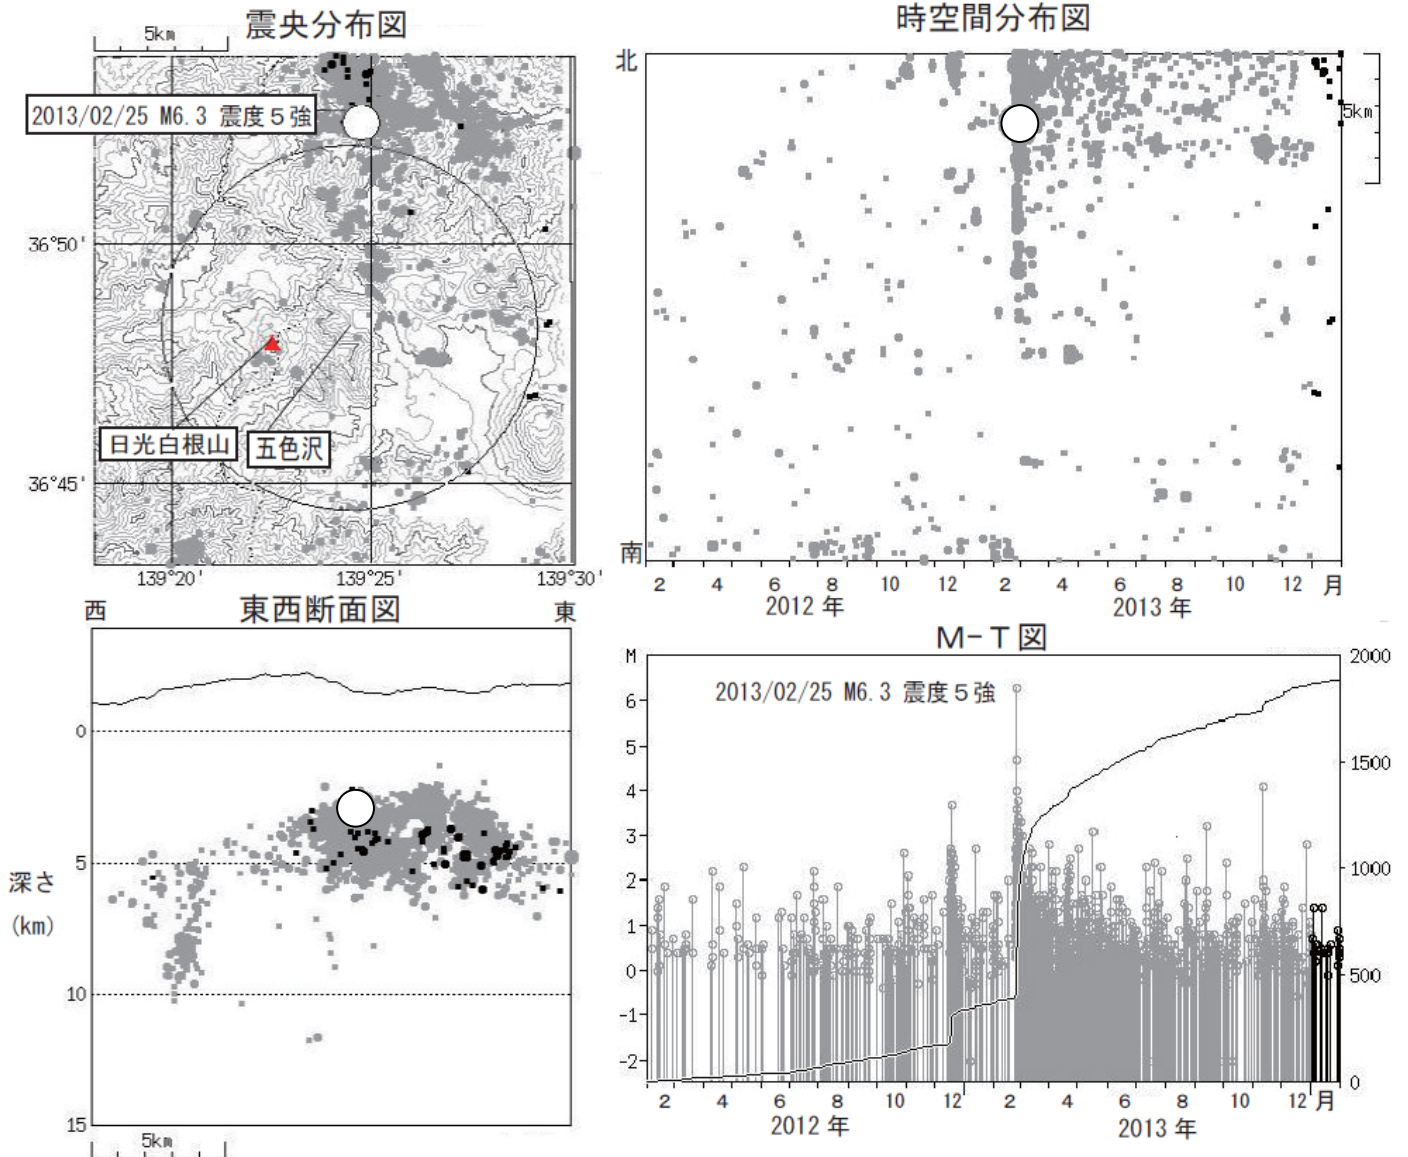 震央分布図
5km
2013/02/25 M6.3 震度５強
36°50'
日光白根山
五色沢
36°45'
139°20'
139°25'
139°30'
時空間分布図
北
5km
南
2 4 6 8 10 12 2 4 6 8 10 12 月
2012 年
2013 年
東西断面図
西
東
0
5
深さ
(km)
10
15
5km
M-T図
M
2000
2013/02/25 M6.3 震度５強
6
5
1500
4
3
1000
2
1
0
500
-1
-2
0
2 4 6 8 10 12 2 4 6 8 10 12 月
2012 年
2013 年